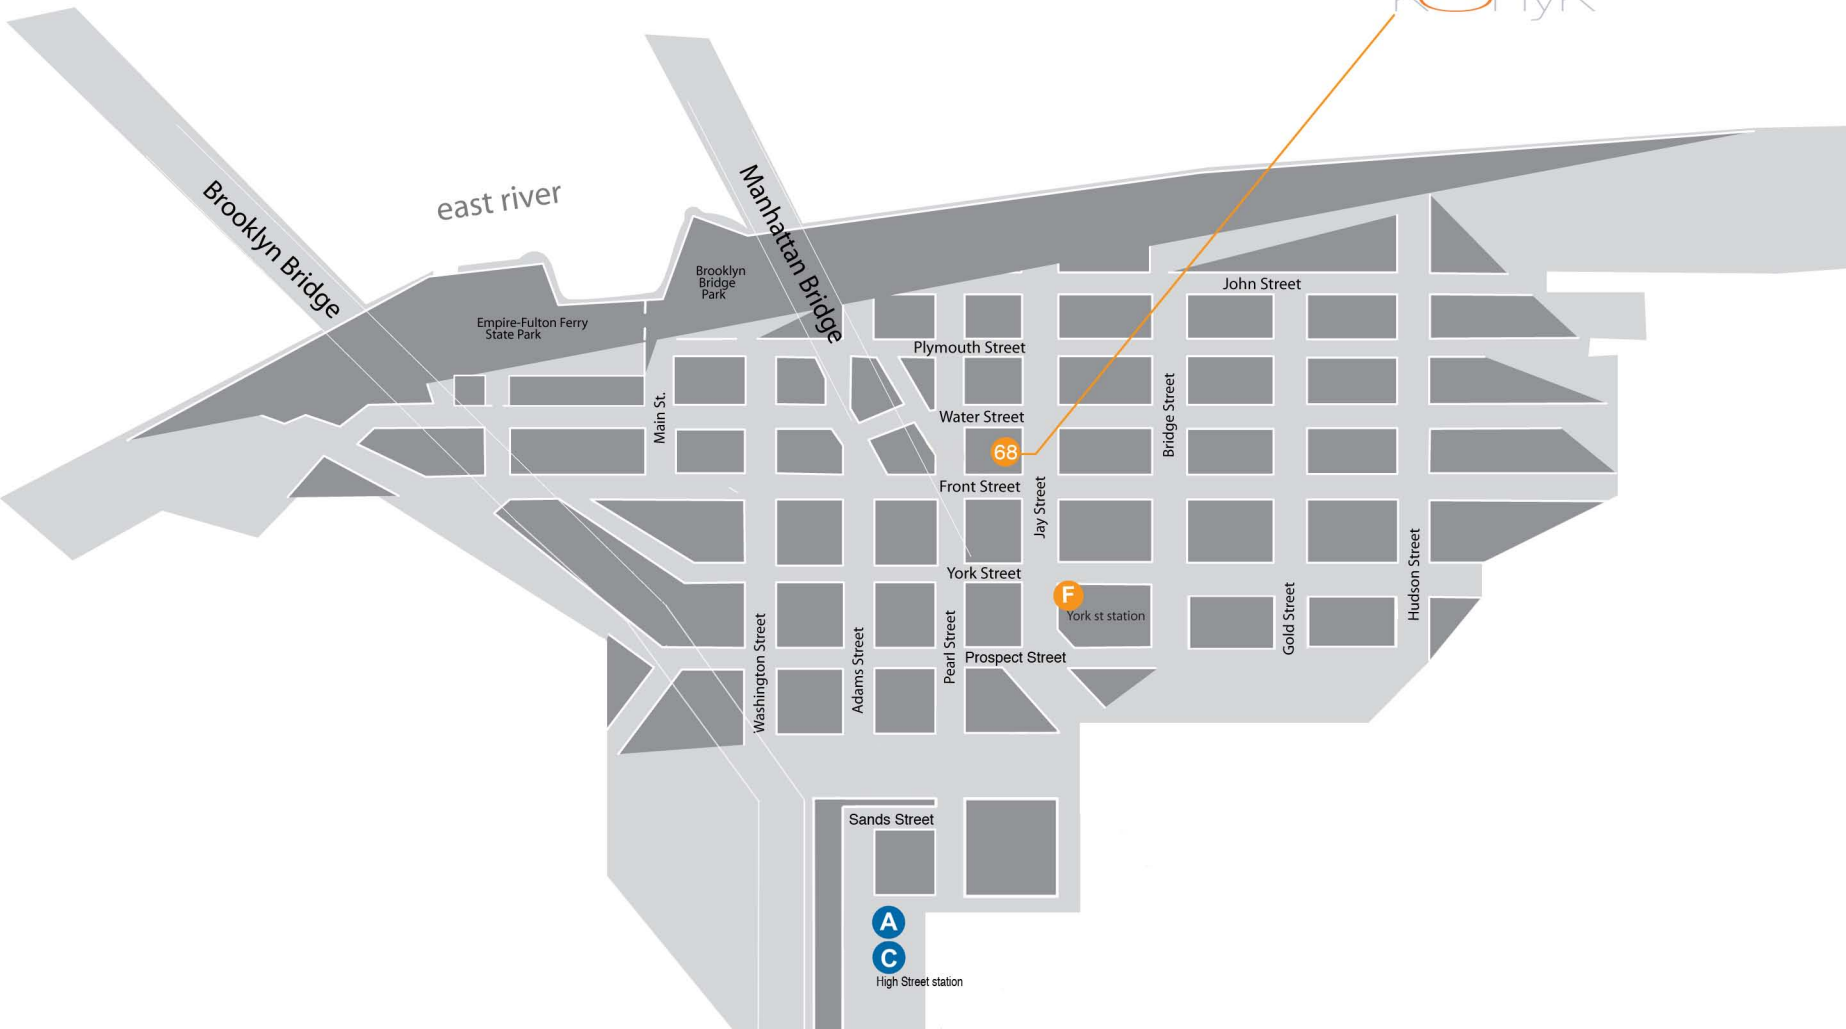 Brooklyn Bridge
east river
Manhattan Bridge
Brooklyn
Bridge
Park
Empire-Fulton Ferry
State Park
John Street
Plymouth Street
Main St.
Water Street
Bridge Street
68
Front Street
Jay Street
York Street
Hudson Street
F
York st station
Gold Street
Washington Street
Adams Street
Pearl Street
Prospect Street
Sands Street
A
C
High Street station